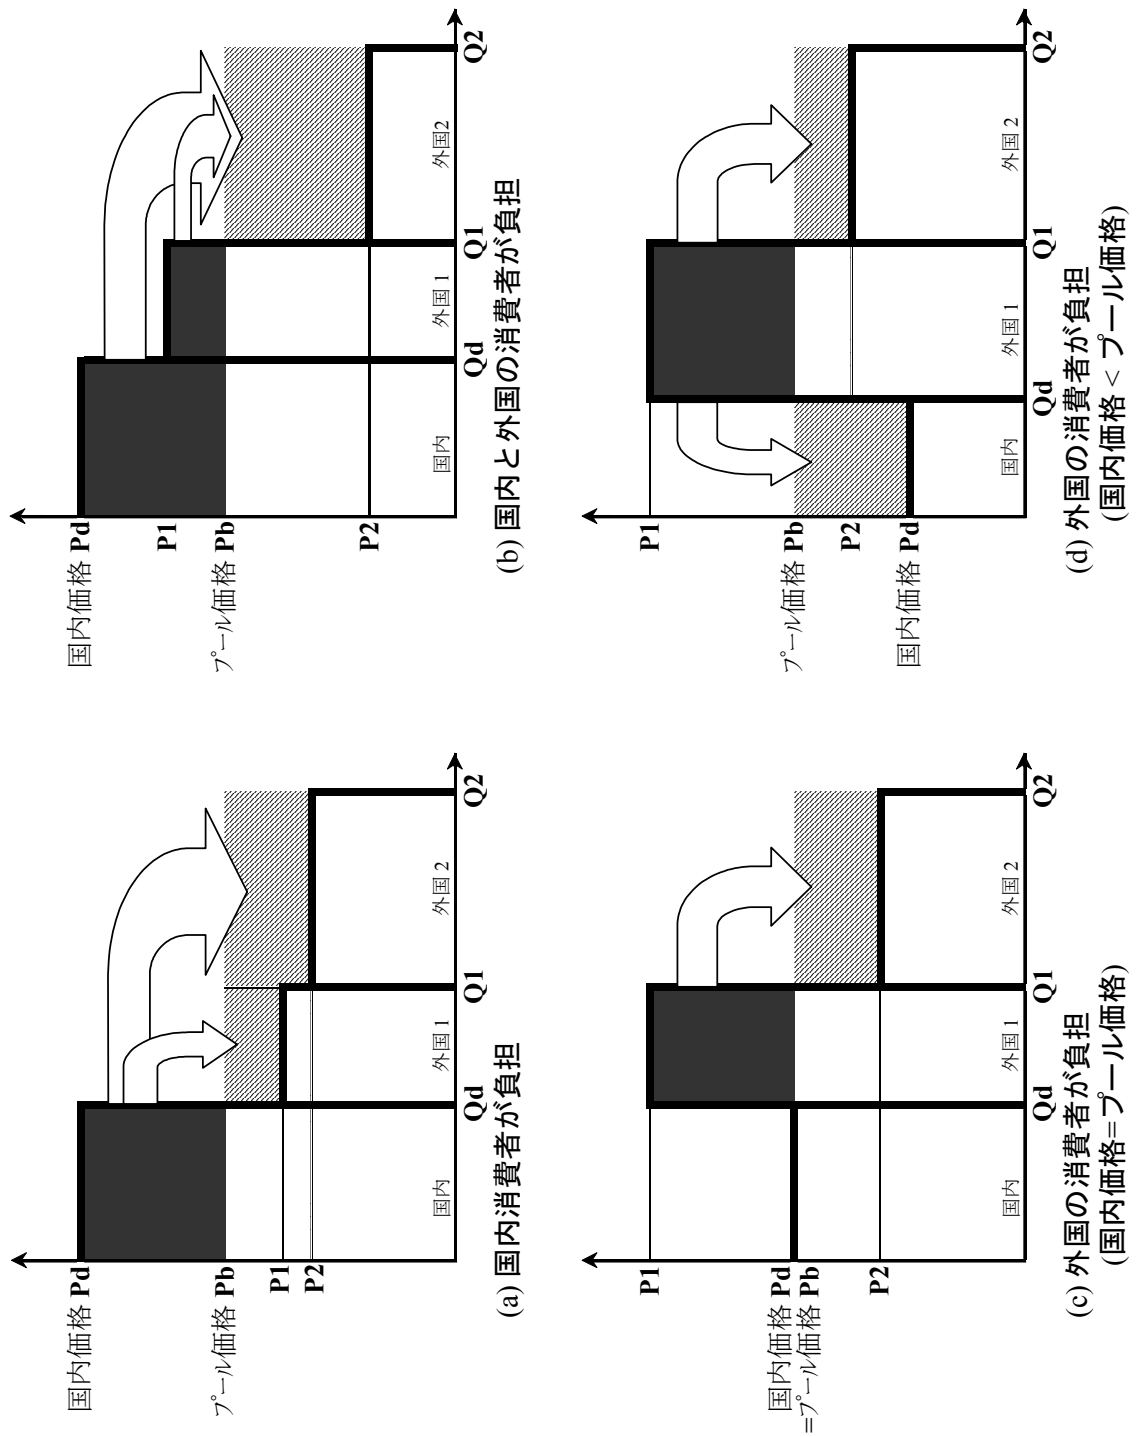 国内価格 Pd
プール価格 Pb
P1
P2
国内
外国 1
外国 2
Qd
Q1
Q2
(a) 国内消費者が負担
国内価格 Pd
P1
プール価格 Pb
P2
国内
外国 1
外国2
Qd
Q1
Q2
(b) 国内と外国の消費者が負担
P1
国内価格 Pd
=プール価格 Pb
P2
国内
外国 1
外国 2
Qd
Q1
Q2
(c) 外国の消費者が負担
(国内価格=プール価格)
P1
プール価格 Pb
P2
国内価格 Pd
国内
外国 1
外国 2
Qd
Q1
Q2
(d) 外国の消費者が負担
(国内価格 < プール価格)